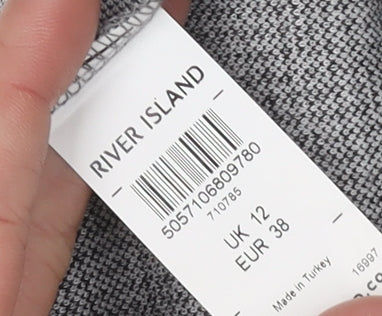 RIVER ISLAND
5057106809780
710785
UK 12
EUR 38
Made in Turkey
16997